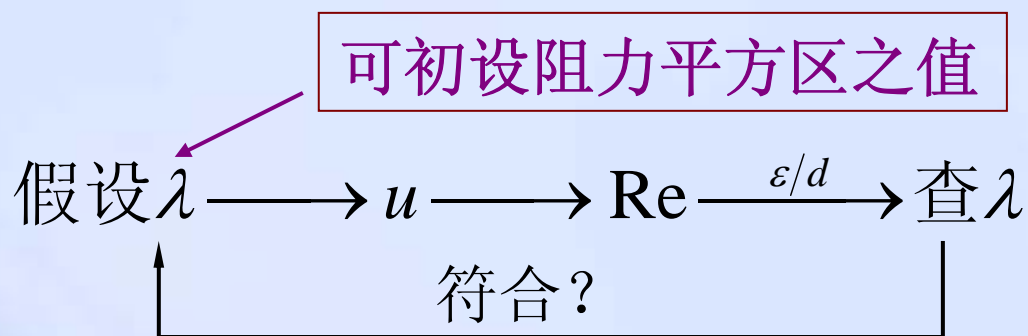 可初设阻力平方区之值
假设λ → u → Re → 查λ
ε/d
符合?